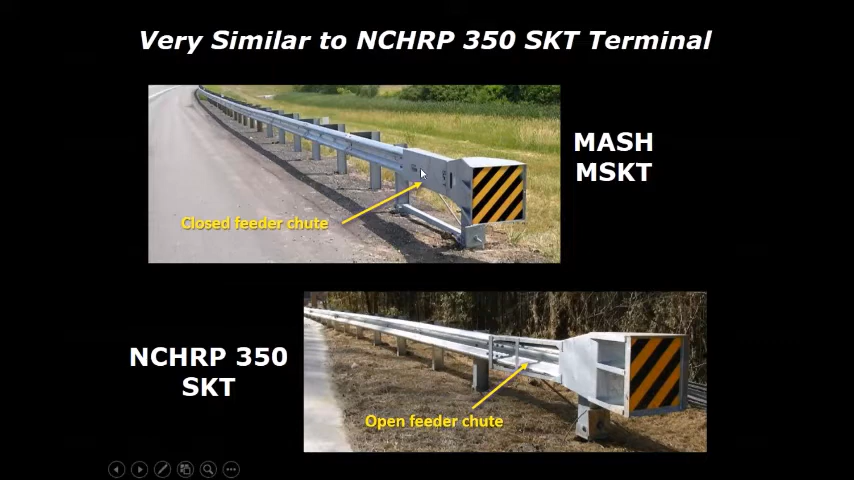 Very Similar to NCHRP 350 SKT Terminal
MASH
MSKT
Closed feeder chute
NCHRP 350
SKT
Open feeder chute